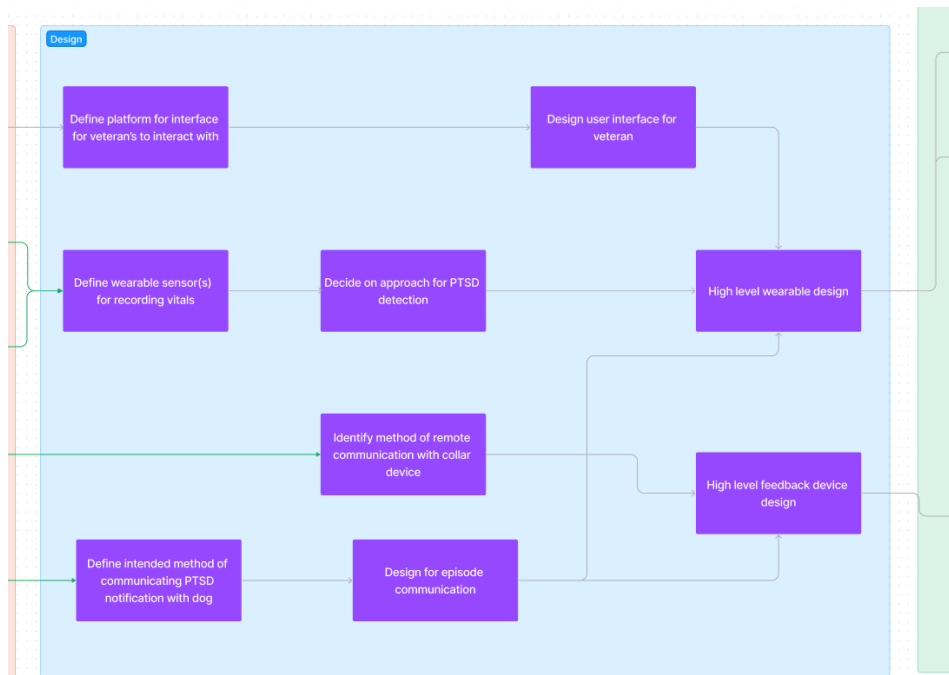 Design
Define platform for interface
for veteran's to interact with
Design user interface for
veteran
Define wearable sensor(s)
for recording vitals
Decide on approach for PTSD
detection
High level wearable design
Identify method of remote
communication with collar
device
High level feedback device
design
Define intended method of
communicating PTSD
notification with dog
Design for episode
communication